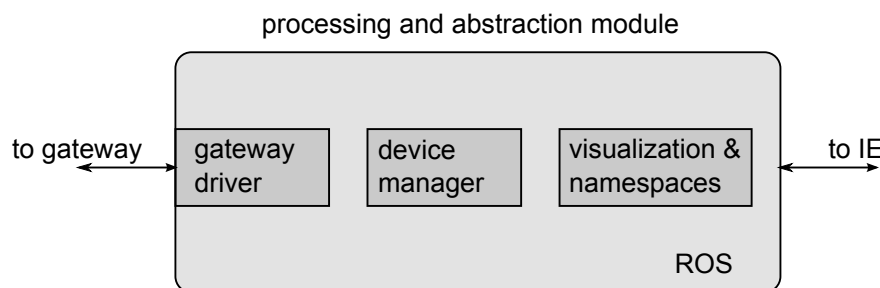 processing and abstraction module
to gateway
gateway
driver
device
manager
visualization &
namespaces
to IE
ROS